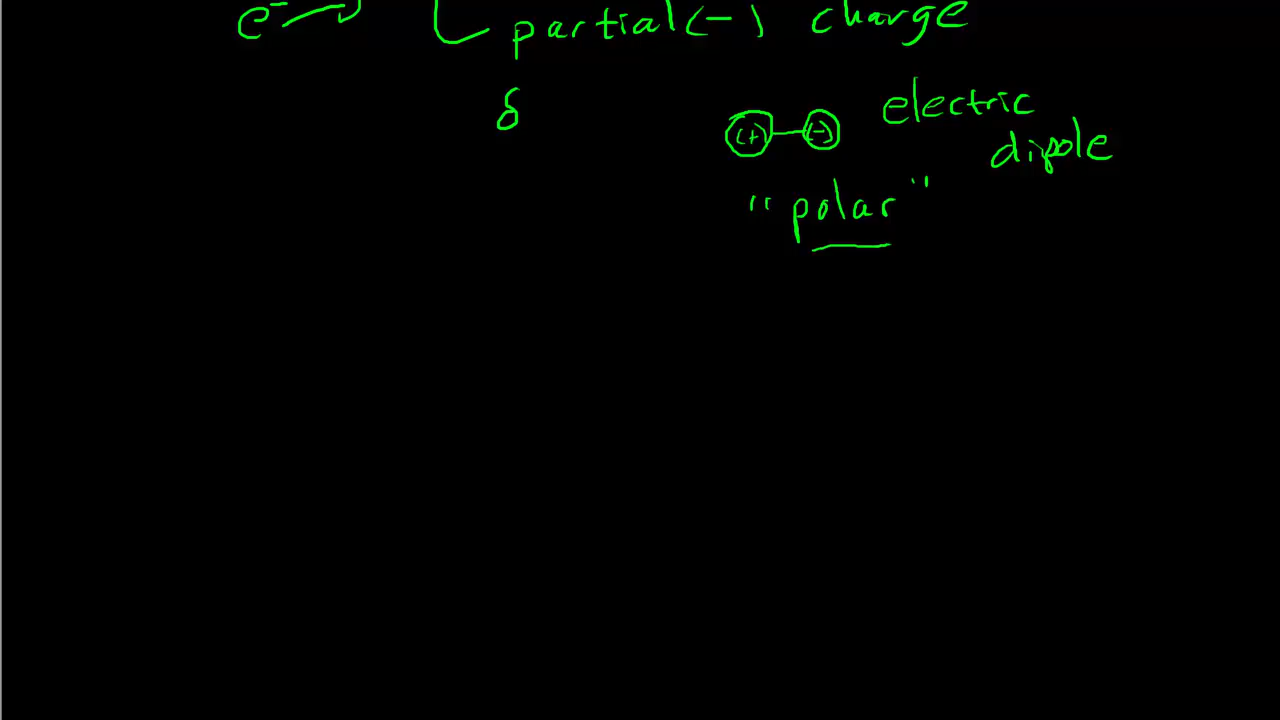 e⁻ partial (-) charge
δ
electric
(+) (-)
dipole
"polar"